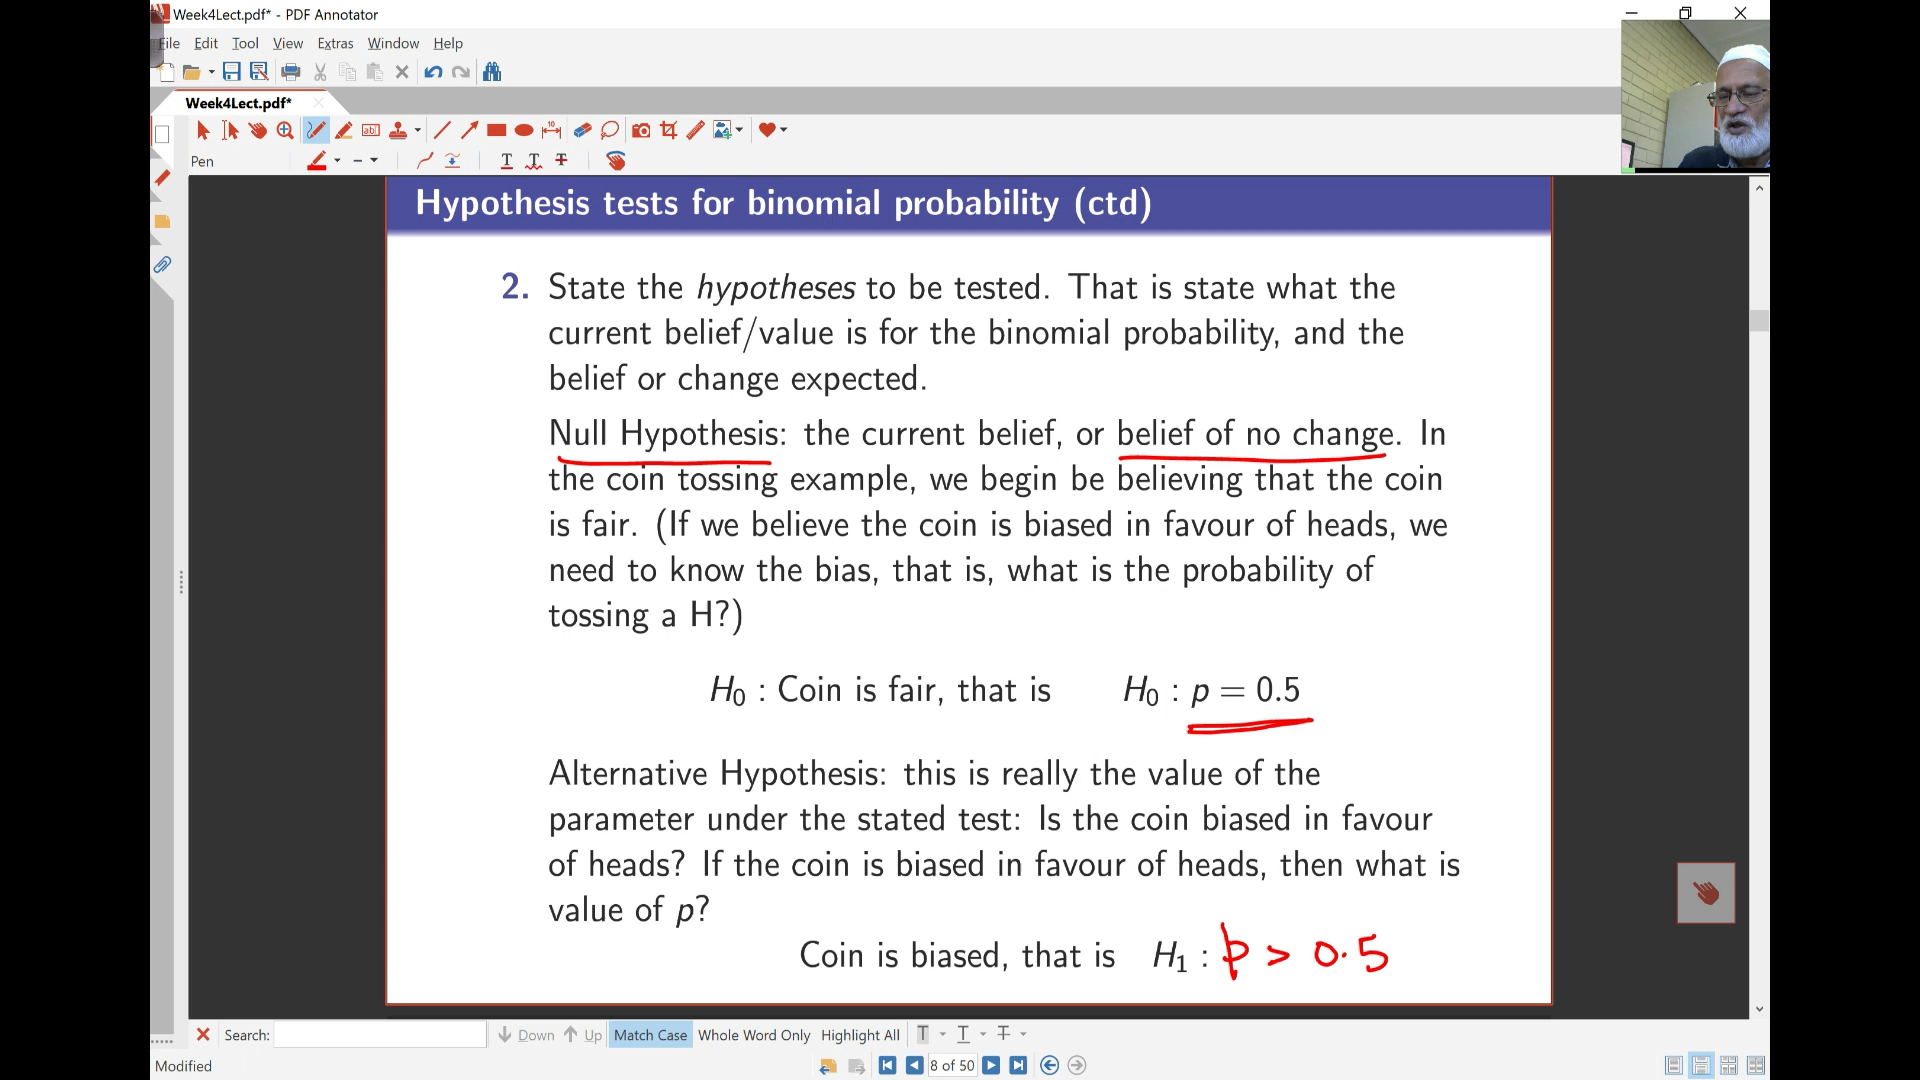 Week4Lect.pdf* - PDF Annotator
File Edit Tool View Extras Window Help
Week4Lect.pdf*
Pen
Hypothesis tests for binomial probability (ctd)
2. State the hypotheses to be tested. That is state what the
current belief/value is for the binomial probability, and the
belief or change expected.
Null Hypothesis: the current belief, or belief of no change. In
the coin tossing example, we begin be believing that the coin
is fair. (If we believe the coin is biased in favour of heads, we
need to know the bias, that is, what is the probability of
tossing a H?)
H₀ : Coin is fair, that is H₀ : p = 0.5
Alternative Hypothesis: this is really the value of the
parameter under the stated test: Is the coin biased in favour
of heads? If the coin is biased in favour of heads, then what is
value of p?
Coin is biased, that is H₁ : p > 0.5
Search: Down Up Match Case Whole Word Only Highlight All
Modified 8 of 50